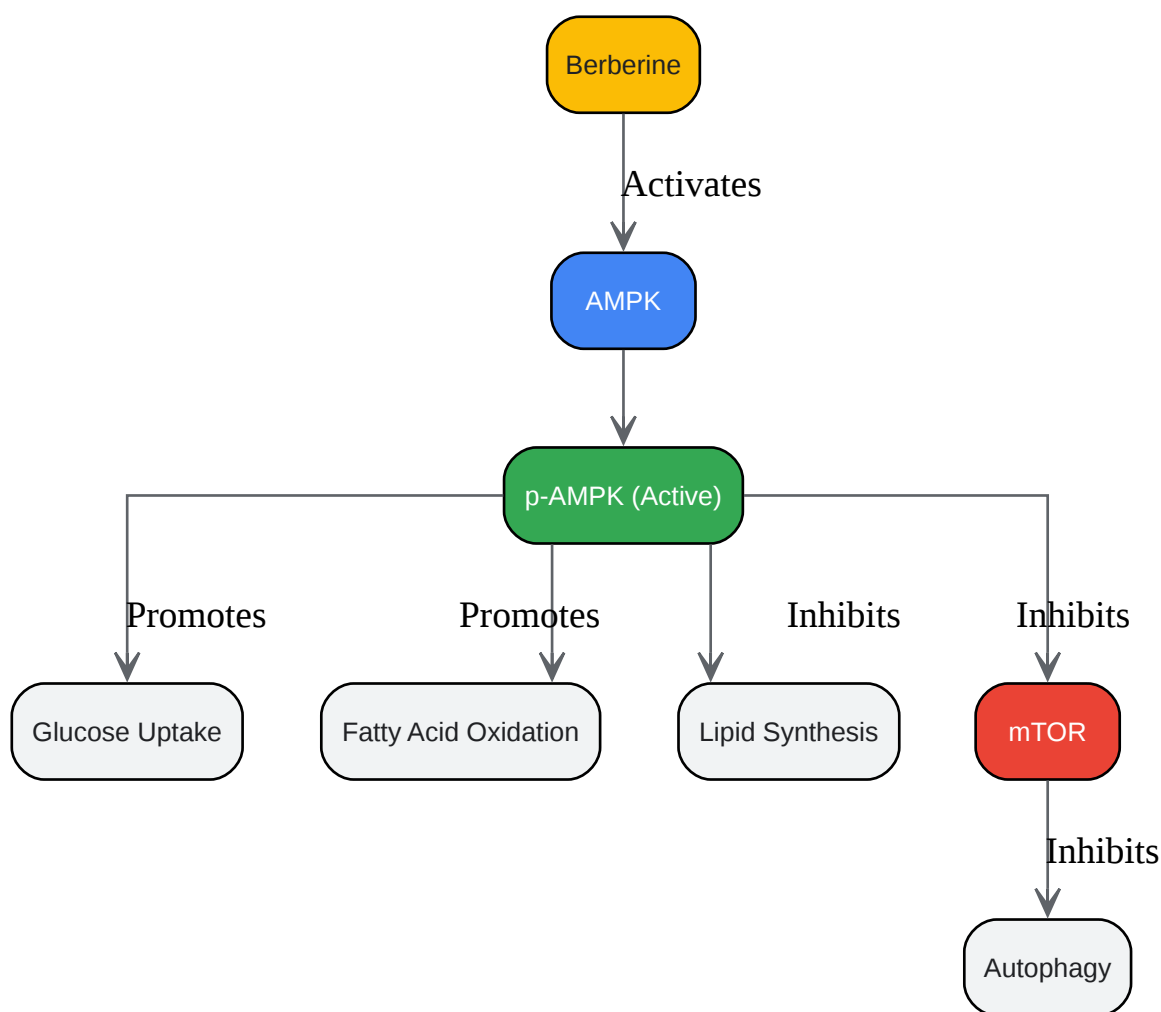 Berberine
Activates
AMPK
p-AMPK (Active)
Promotes
Promotes
Inhibits
Inhibits
Glucose Uptake
Fatty Acid Oxidation
Lipid Synthesis
mTOR
Inhibits
Autophagy